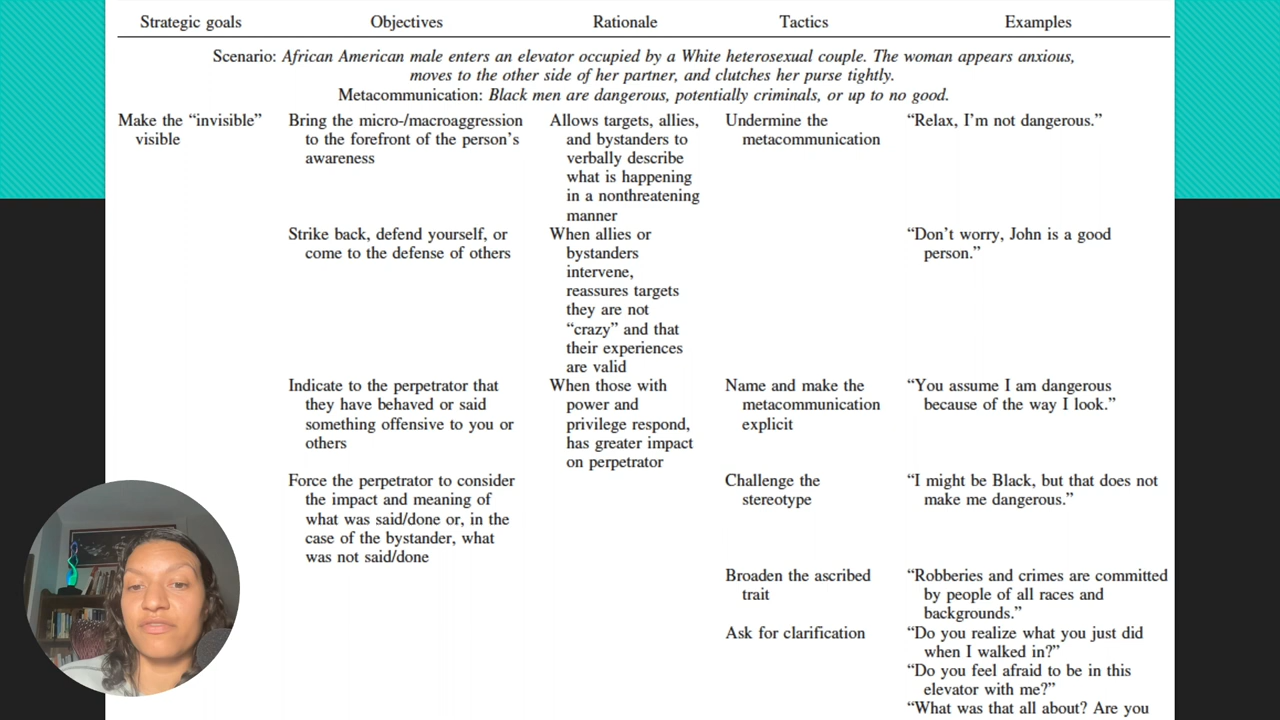 Strategic goals Objectives Rationale Tactics Examples
Scenario: African American male enters an elevator occupied by a White heterosexual couple. The woman appears anxious,
moves to the other side of her partner, and clutches her purse tightly.
Metacommunication: Black men are dangerous, potentially criminals, or up to no good.
Make the “invisible”
visible
Bring the micro-/macroaggression
to the forefront of the person’s
awareness
Allows targets, allies,
and bystanders to
verbally describe
what is happening
in a nonthreatening
manner
Undermine the
metacommunication
“Relax, I’m not dangerous.”
Strike back, defend yourself, or
come to the defense of others
When allies or
bystanders
intervene,
reassures targets
they are not
“crazy” and that
their experiences
are valid
“Don’t worry, John is a good
person.”
Indicate to the perpetrator that
they have behaved or said
something offensive to you or
others
When those with
power and
privilege respond,
has greater impact
on perpetrator
Name and make the
metacommunication
explicit
“You assume I am dangerous
because of the way I look.”
Force the perpetrator to consider
the impact and meaning of
what was said/done or, in the
case of the bystander, what
was not said/done
Challenge the
stereotype
“I might be Black, but that does not
make me dangerous.”
Broaden the ascribed
trait
“Robberies and crimes are committed
by people of all races and
backgrounds.”
Ask for clarification
“Do you realize what you just did
when I walked in?”
“Do you feel afraid to be in this
elevator with me?”
“What was that all about? Are you